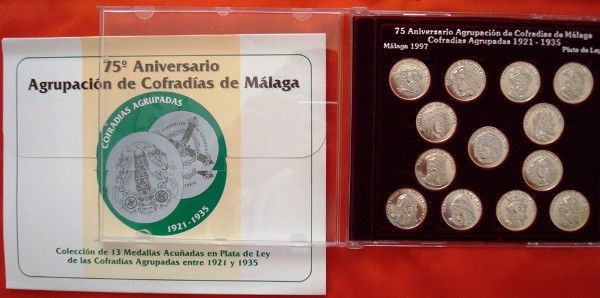 75º Aniversario
Agrupación de Cofradías de Málaga
COFRADÍAS AGRUPADAS
1921 - 1935
Colección de 13 Medallas Acuñadas en Plata de Ley
de las Cofradías Agrupadas entre 1921 y 1935
75 Aniversario Agrupación de Cofradías de Málaga
Cofradías Agrupadas 1921 - 1935
Málaga 1997
Plata de Ley